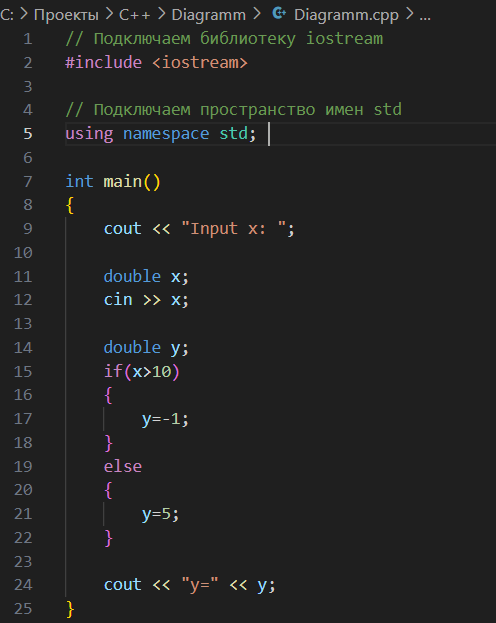 C: > Проекты > C++ > Diagramm > Diagramm.cpp > ...
1 // Подключаем библиотеку iostream
2 #include <iostream>
3
4 // Подключаем пространство имен std
5 using namespace std;
6
7 int main()
8 {
9 cout << "Input x: ";
10
11 double x;
12 cin >> x;
13
14 double y;
15 if(x>10)
16 {
17 y=-1;
18 }
19 else
20 {
21 y=5;
22 }
23
24 cout << "y=" << y;
25 }